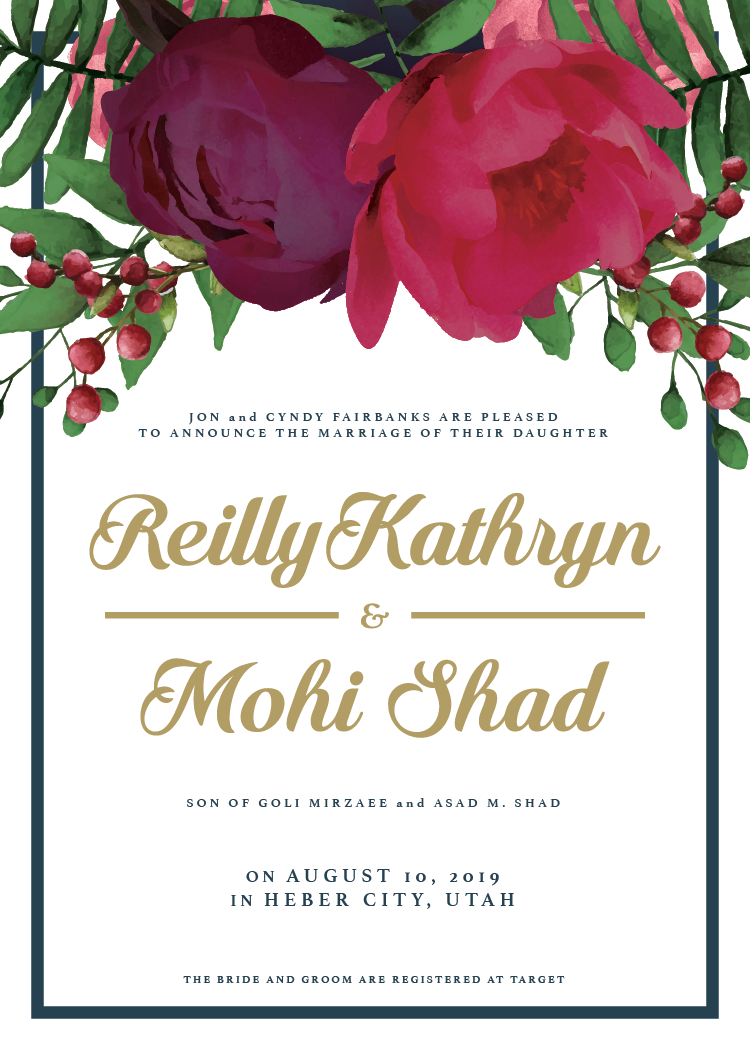 JON and CYNDY FAIRBANKS ARE PLEASED
TO ANNOUNCE THE MARRIAGE OF THEIR DAUGHTER
Reilly Kathryn
&
Mohi Shad
SON OF GOLI MIRZAEE and ASAD M. SHAD
ON AUGUST 10, 2019
IN HEBER CITY, UTAH
THE BRIDE AND GROOM ARE REGISTERED AT TARGET